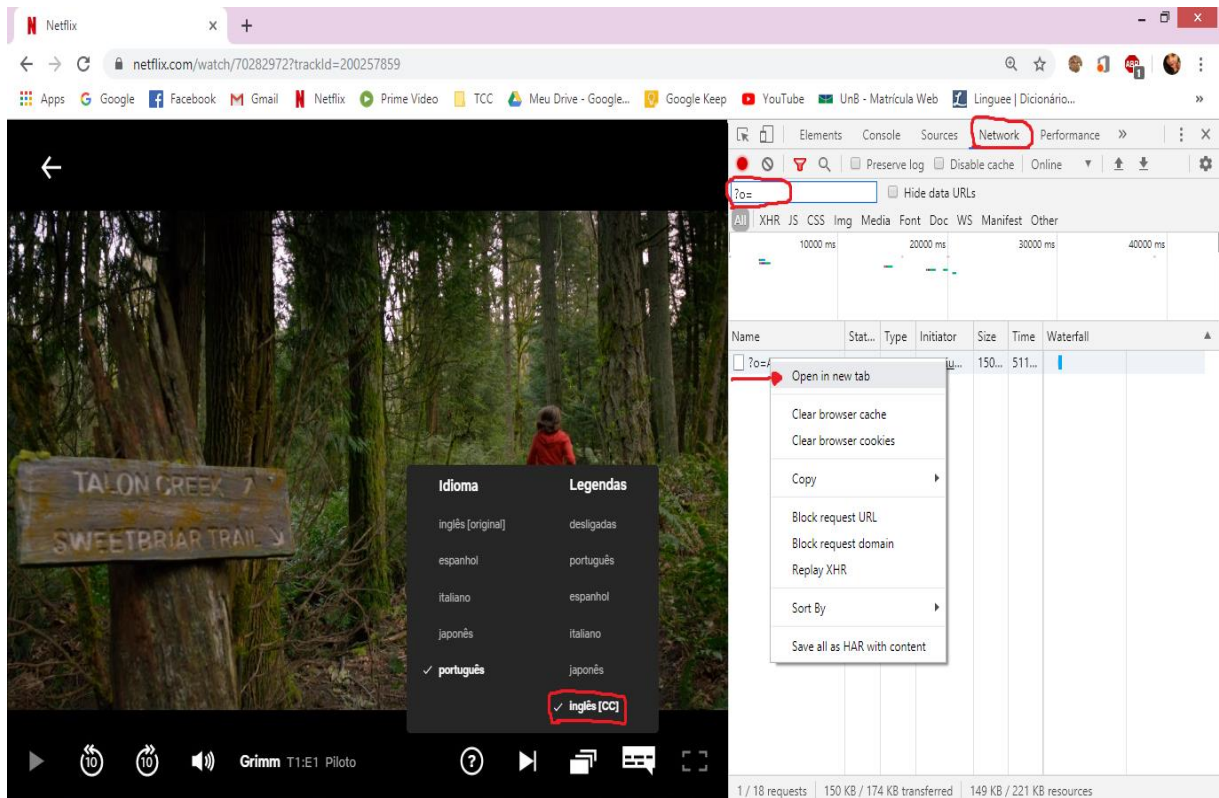 Netflix
netflix.com/watch/70282972?trackId=200257859
Apps Google Facebook Gmail Netflix Prime Video TCC Meu Drive - Google... Google Keep YouTube UnB - Matrícula Web Linguee | Dicionário... »
Elements Console Sources Network Performance »
Preserve log Disable cache Online
?o= Hide data URLs
All XHR JS CSS Img Media Font Doc WS Manifest Other
10000 ms 20000 ms 30000 ms 40000 ms
Name Stat... Type Initiator Size Time Waterfall
?o= 150... 511...
Open in new tab
Clear browser cache
Clear browser cookies
Copy
Block request URL
Block request domain
Replay XHR
Sort By
Save all as HAR with content
TALON CREEK
SWEETBRIAR TRAIL
Idioma Legendas
inglês [original] desligadas
espanhol português
italiano espanhol
japonês italiano
português japonês
inglês [CC]
10 10 Grimm T1:E1 Piloto ?
1 / 18 requests 150 KB / 174 KB transferred 149 KB / 221 KB resources